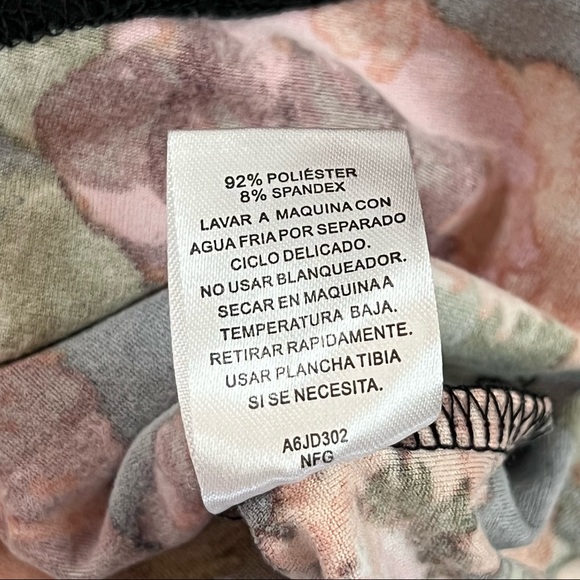 92% POLIÉSTER
8% SPANDEX
LAVAR A MAQUINA CON
AGUA FRIA POR SEPARADO
CICLO DELICADO.
NO USAR BLANQUEADOR.
SECAR EN MAQUINA A
TEMPERATURA BAJA.
RETIRAR RAPIDAMENTE.
USAR PLANCHA TIBIA
SI SE NECESITA.
A6JD302
NFG